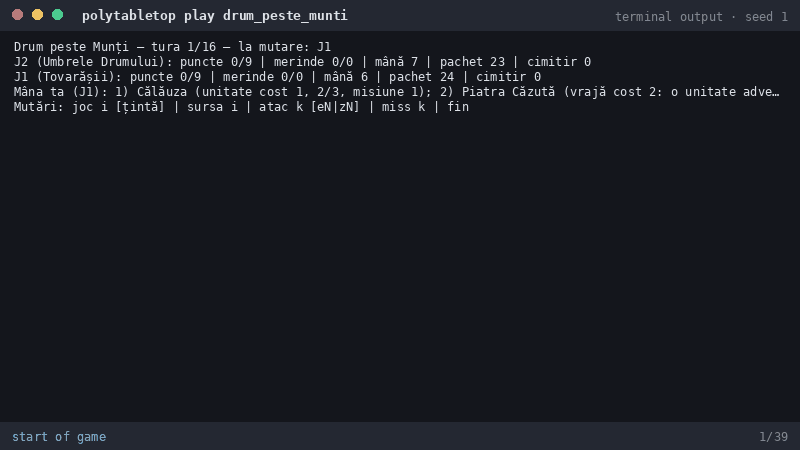 polytabletop play drum_peste_munti
terminal output · seed 1
Drum peste Munți — tura 1/16 — la mutare: J1
J2 (Umbrele Drumului): puncte 0/9 | merinde 0/0 | mână 7 | pachet 23 | cimitir 0
J1 (Tovarășii): puncte 0/9 | merinde 0/0 | mână 6 | pachet 24 | cimitir 0
Mâna ta (J1): 1) Călăuza (unitate cost 1, 2/3, misiune 1); 2) Piatra Căzută (vrajă cost 2: o unitate adve…
Mutări: joc i [țintă] | sursa i | atac k [eN|zN] | miss k | fin
start of game
1/39